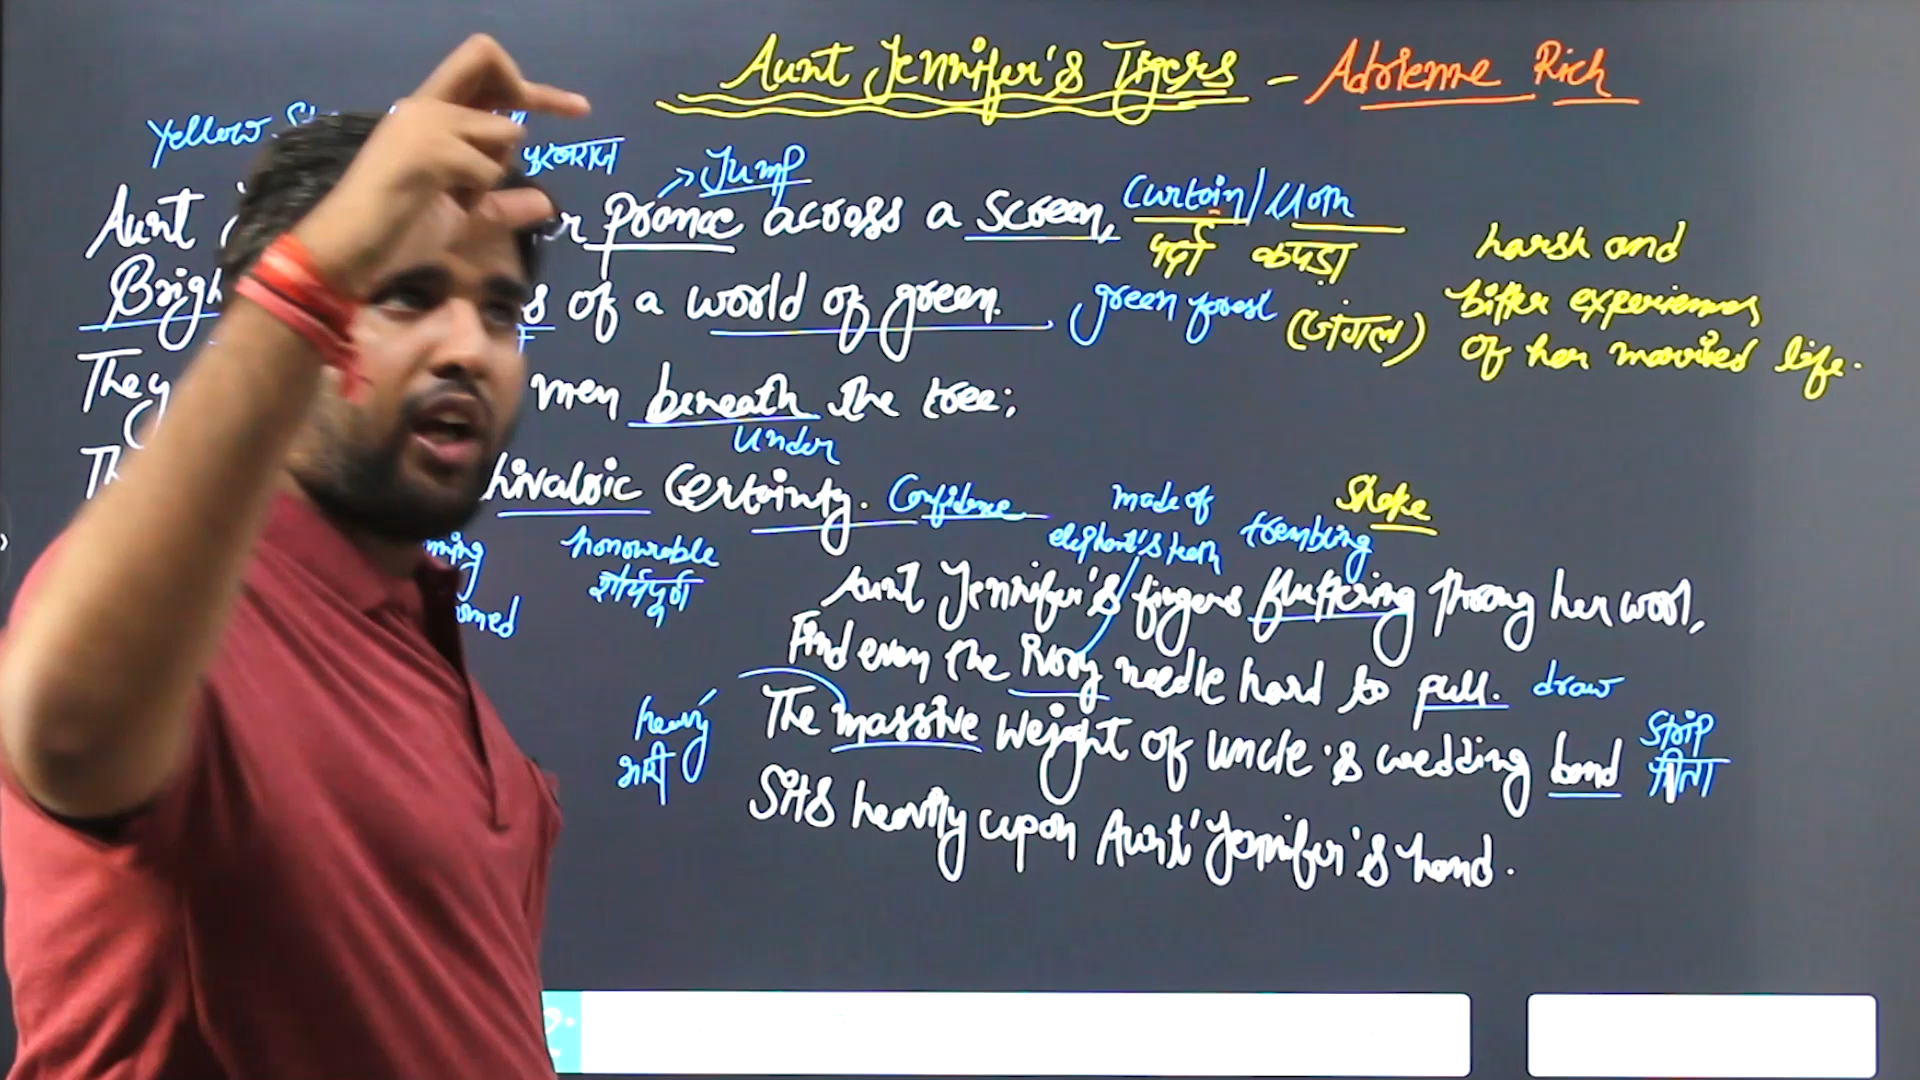 Aunt Jennifer's Tigers - Adrienne Rich
Yellow
→ Jump
Aunt prance across a screen, Curtain/
पर्दा कपड़ा
Brigh s of a world of green. green forest (जंगल)
harsh and
bitter experiences
of her married life.
They men beneath the tree;
under
Th hivalric certainty. Confidence
honourable
शौर्यपूर्ण
made of
elephant's teeth
trembling
Shake
Aunt Jennifer's fingers fluttering through her wool,
Find even the ivory needle hard to pull. draw
heavy
भारी
The massive weight of uncle's wedding band strip
फीता
Sits heavily upon Aunt Jennifer's hand.